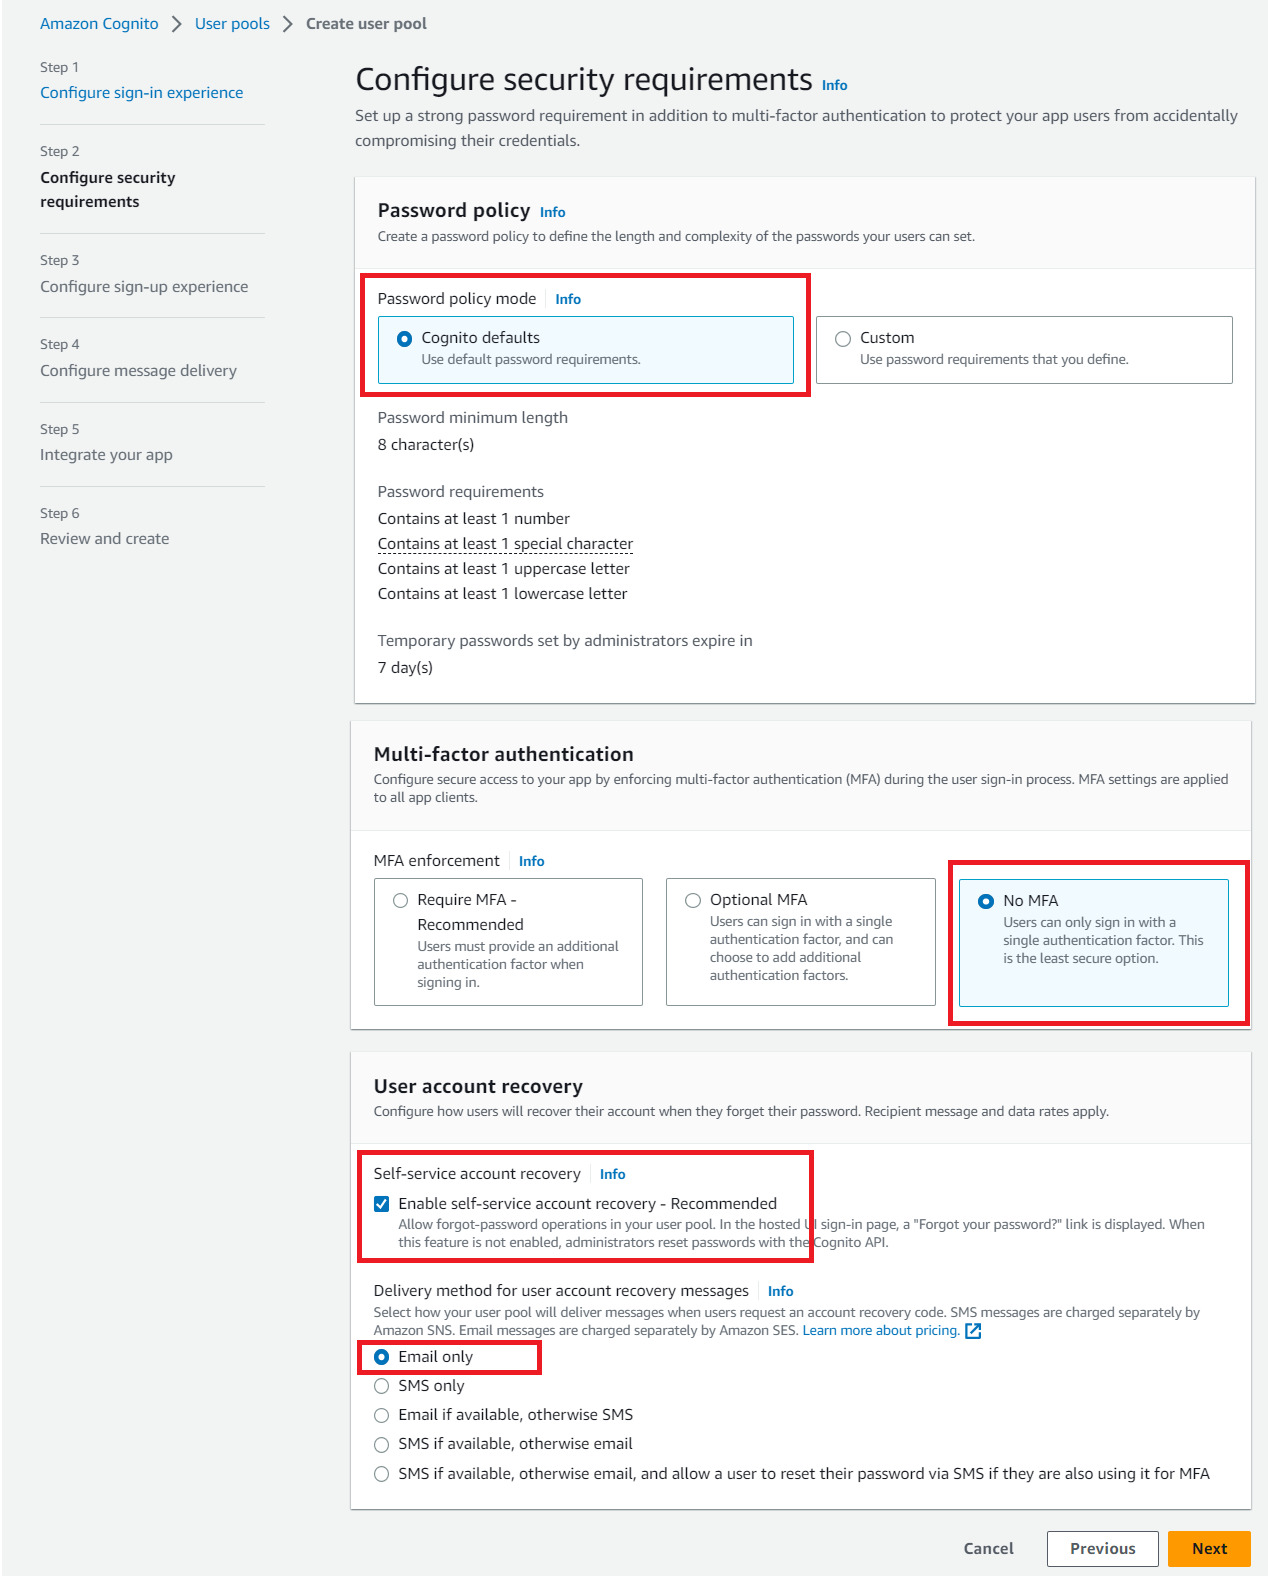 Amazon Cognito > User pools > Create user pool
Step 1
Configure sign-in experience
Step 2
Configure security
requirements
Step 3
Configure sign-up experience
Step 4
Configure message delivery
Step 5
Integrate your app
Step 6
Review and create
Configure security requirements Info
Set up a strong password requirement in addition to multi-factor authentication to protect your app users from accidentally
compromising their credentials.
Password policy Info
Create a password policy to define the length and complexity of the passwords your users can set.
Password policy mode Info
Cognito defaults
Use default password requirements.
Custom
Use password requirements that you define.
Password minimum length
8 character(s)
Password requirements
Contains at least 1 number
Contains at least 1 special character
Contains at least 1 uppercase letter
Contains at least 1 lowercase letter
Temporary passwords set by administrators expire in
7 day(s)
Multi-factor authentication
Configure secure access to your app by enforcing multi-factor authentication (MFA) during the user sign-in process. MFA settings are applied
to all app clients.
MFA enforcement Info
Require MFA -
Recommended
Users must provide an additional
authentication factor when
signing in.
Optional MFA
Users can sign in with a single
authentication factor, and can
choose to add additional
authentication factors.
No MFA
Users can only sign in with a
single authentication factor. This
is the least secure option.
User account recovery
Configure how users will recover their account when they forget their password. Recipient message and data rates apply.
Self-service account recovery Info
Enable self-service account recovery - Recommended
Allow forgot-password operations in your user pool. In the hosted UI sign-in page, a "Forgot your password?" link is displayed. When
this feature is not enabled, administrators reset passwords with the Cognito API.
Delivery method for user account recovery messages Info
Select how your user pool will deliver messages when users request an account recovery code. SMS messages are charged separately by
Amazon SNS. Email messages are charged separately by Amazon SES. Learn more about pricing.
Email only
SMS only
Email if available, otherwise SMS
SMS if available, otherwise email
SMS if available, otherwise email, and allow a user to reset their password via SMS if they are also using it for MFA
Cancel Previous Next